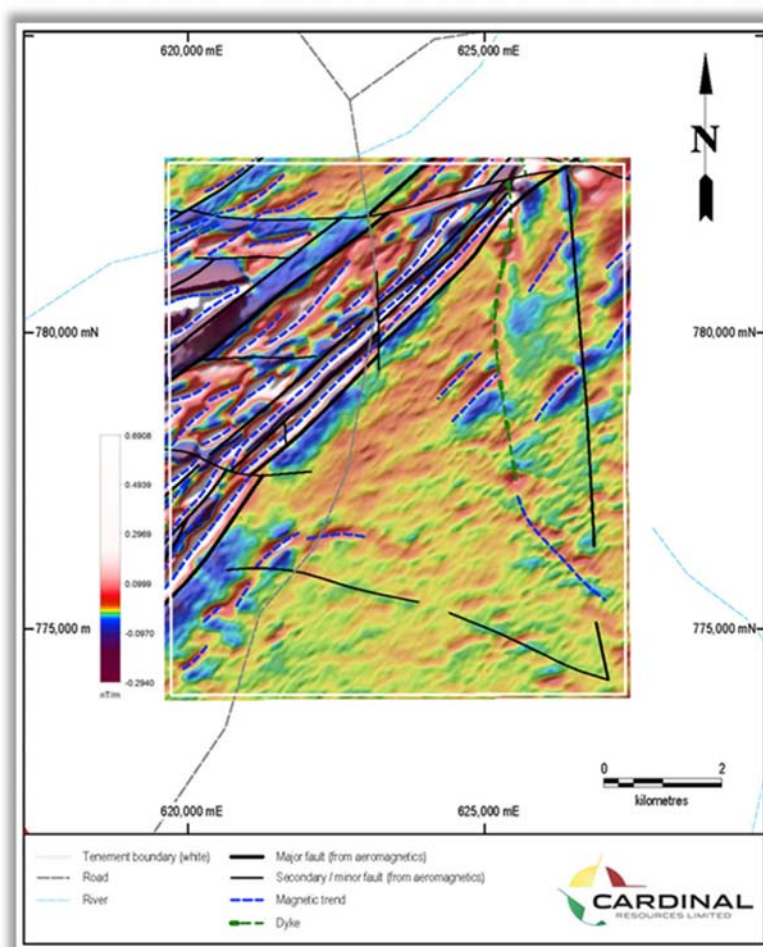 620,000 mE
625,000 mE
N
780,000 mN
780,000 mN
0.6908
0.4939
0.2969
0.0999
-0.0970
-0.2940
nT/m
775,000 m
775,000 mN
0 2
kilometres
620,000 mE
625,000 mE
Tenement boundary (white)
Road
River
Major fault (from aeromagnetics)
Secondary / minor fault (from aeromagnetics)
Magnetic trend
Dyke
CARDINAL
RESOURCES LIMITED